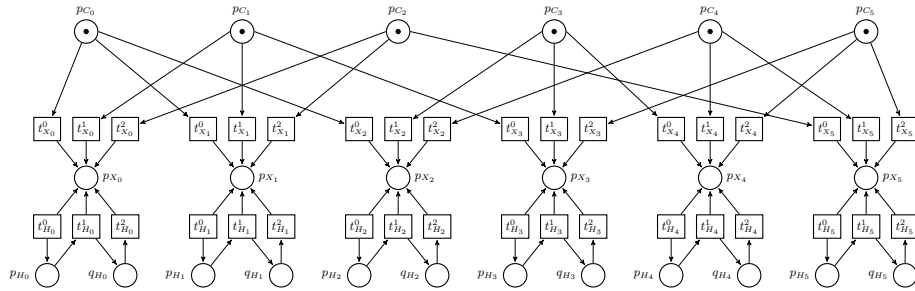 p_{C_0} p_{C_1} p_{C_2} p_{C_3} p_{C_4} p_{C_5}
t^0_{X_0} t^1_{X_0} t^2_{X_0} t^0_{X_1} t^1_{X_1} t^2_{X_1} t^0_{X_2} t^1_{X_2} t^2_{X_2} t^0_{X_3} t^1_{X_3} t^2_{X_3} t^0_{X_4} t^1_{X_4} t^2_{X_4} t^0_{X_5} t^1_{X_5} t^2_{X_5}
p_{X_0} p_{X_1} p_{X_2} p_{X_3} p_{X_4} p_{X_5}
t^0_{H_0} t^1_{H_0} t^2_{H_0} t^0_{H_1} t^1_{H_1} t^2_{H_1} t^0_{H_2} t^1_{H_2} t^2_{H_2} t^0_{H_3} t^1_{H_3} t^2_{H_3} t^0_{H_4} t^1_{H_4} t^2_{H_4} t^0_{H_5} t^1_{H_5} t^2_{H_5}
p_{H_0} q_{H_0} p_{H_1} q_{H_1} p_{H_2} q_{H_2} p_{H_3} q_{H_3} p_{H_4} q_{H_4} p_{H_5} q_{H_5}